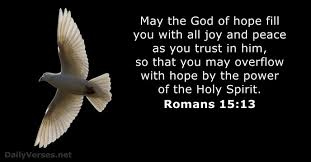 May the God of hope fill
you with all joy and peace
as you trust in him,
so that you may overflow
with hope by the power
of the Holy Spirit.
Romans 15:13
DailyVerses.net